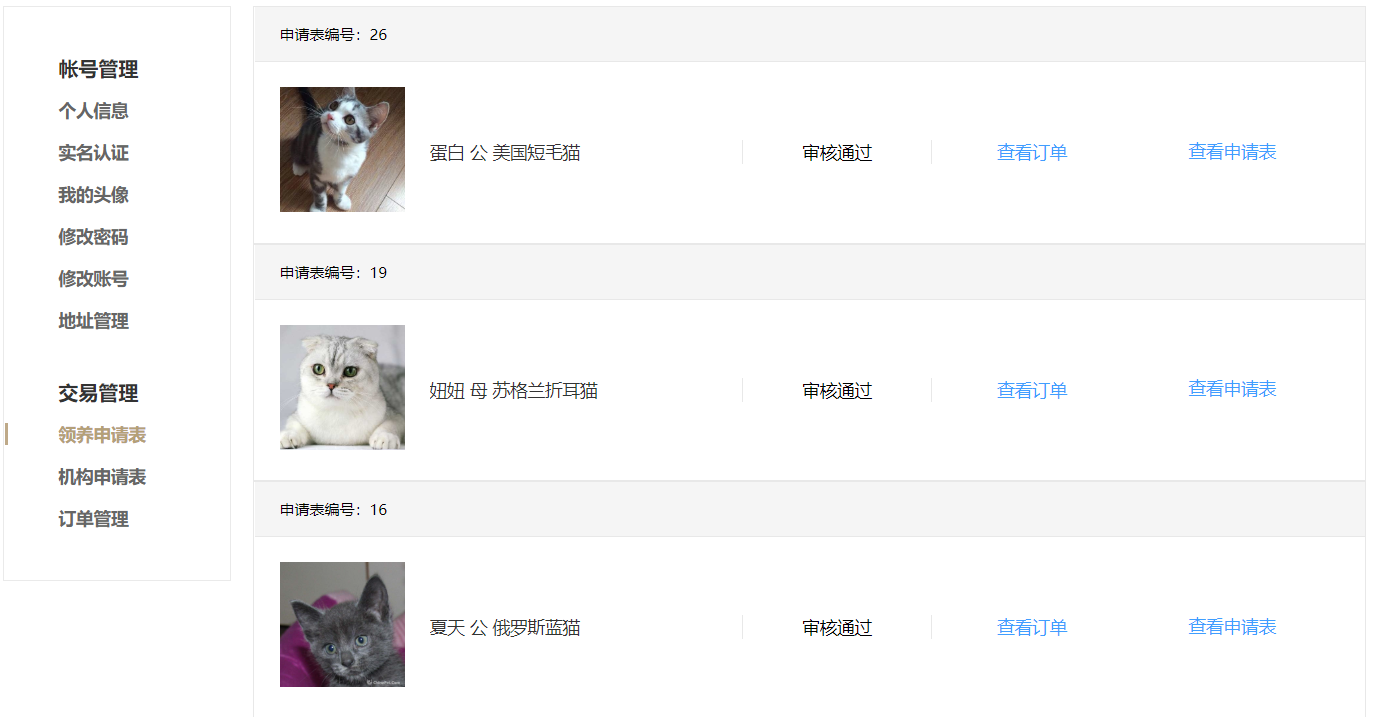 帐号管理
个人信息
实名认证
我的头像
修改密码
修改账号
地址管理
交易管理
领养申请表
机构申请表
订单管理
申请表编号：26
蛋白 公 美国短毛猫
审核通过
查看订单
查看申请表
申请表编号：19
妞妞 母 苏格兰折耳猫
审核通过
查看订单
查看申请表
申请表编号：16
夏天 公 俄罗斯蓝猫
审核通过
查看订单
查看申请表